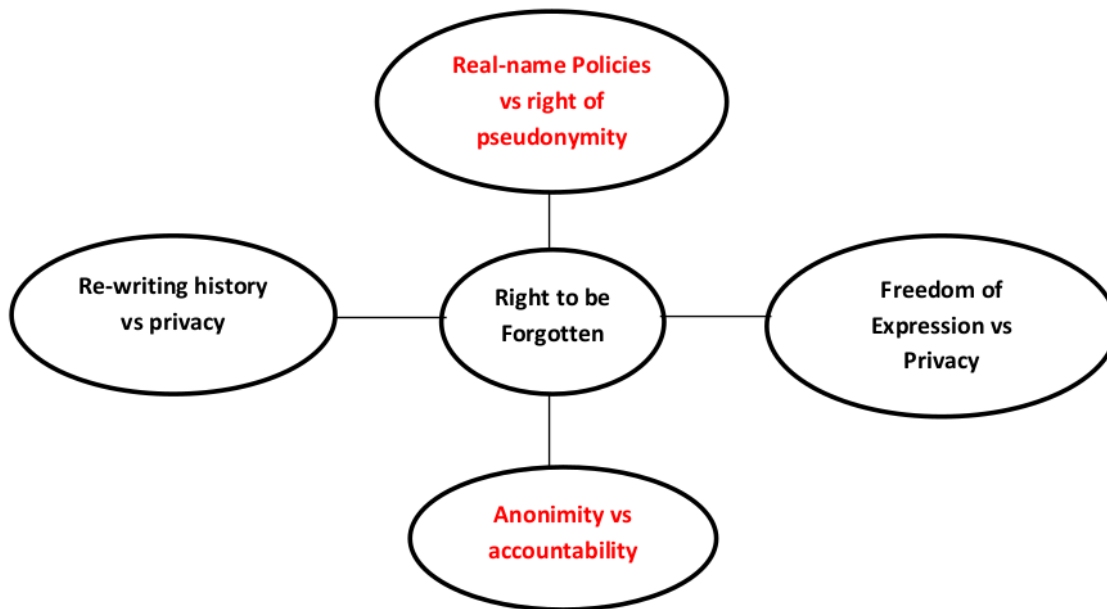 Real-name Policies
vs right of
pseudonymity
Re-writing history
vs privacy
Right to be
Forgotten
Freedom of
Expression vs
Privacy
Anonimity vs
accountability